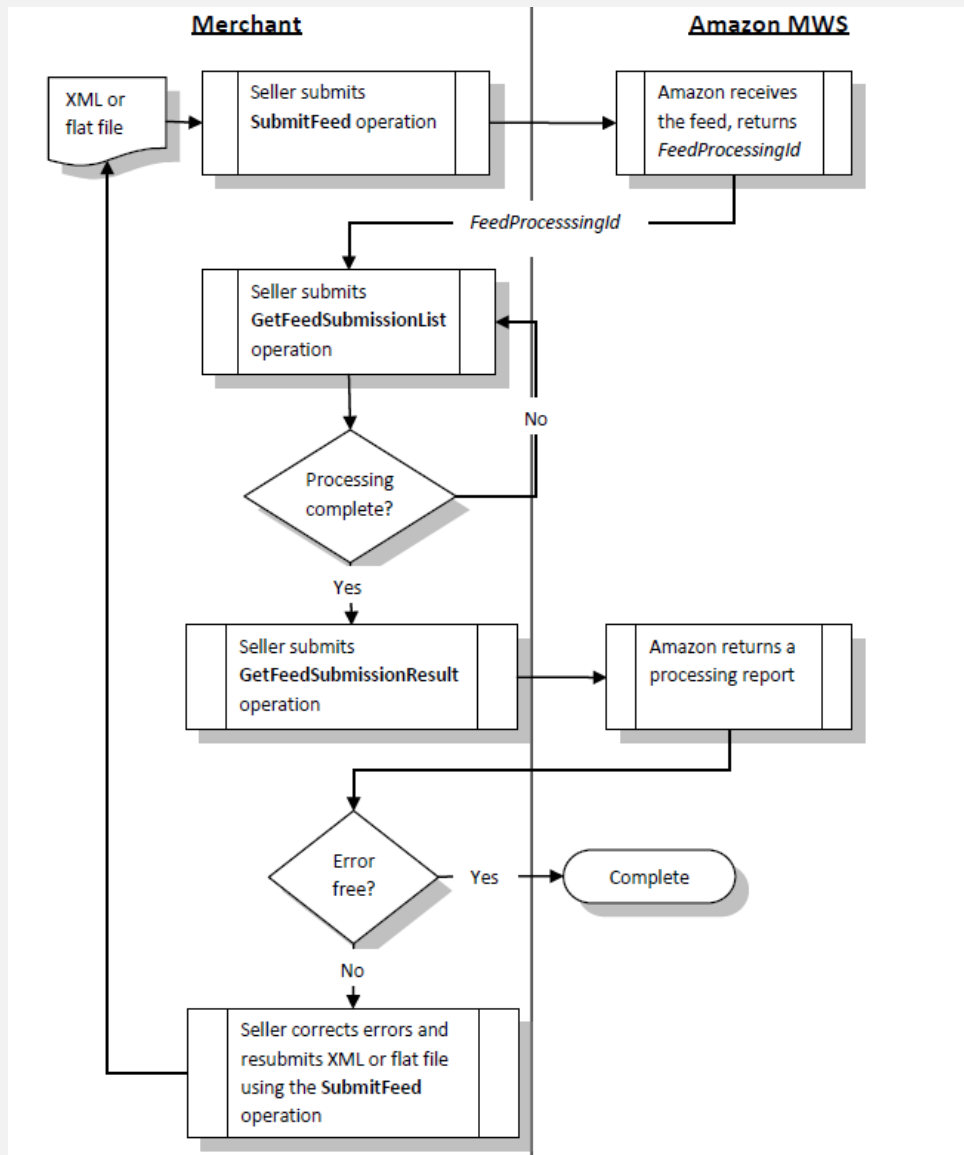 Merchant
Amazon MWS
XML or
flat file
Seller submits
SubmitFeed operation
Amazon receives
the feed, returns
FeedProcessingId
FeedProcesssingId
Seller submits
GetFeedSubmissionList
operation
No
Processing
complete?
Yes
Seller submits
GetFeedSubmissionResult
operation
Amazon returns a
processing report
Error
free?
Yes
Complete
No
Seller corrects errors and
resubmits XML or flat file
using the SubmitFeed
operation